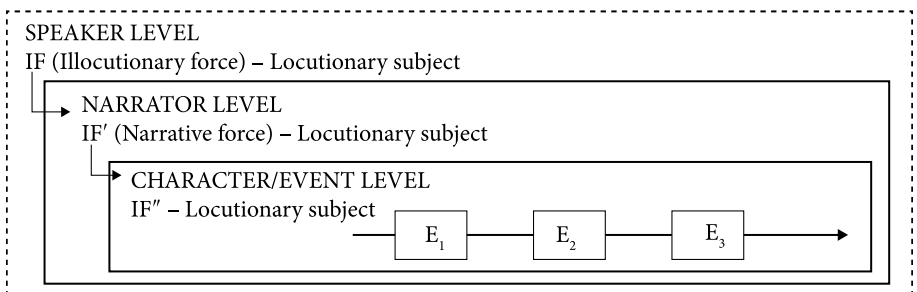 SPEAKER LEVEL
IF (Illocutionary force) – Locutionary subject
NARRATOR LEVEL
IF′ (Narrative force) – Locutionary subject
CHARACTER/EVENT LEVEL
IF″ – Locutionary subject
E₁ E₂ E₃